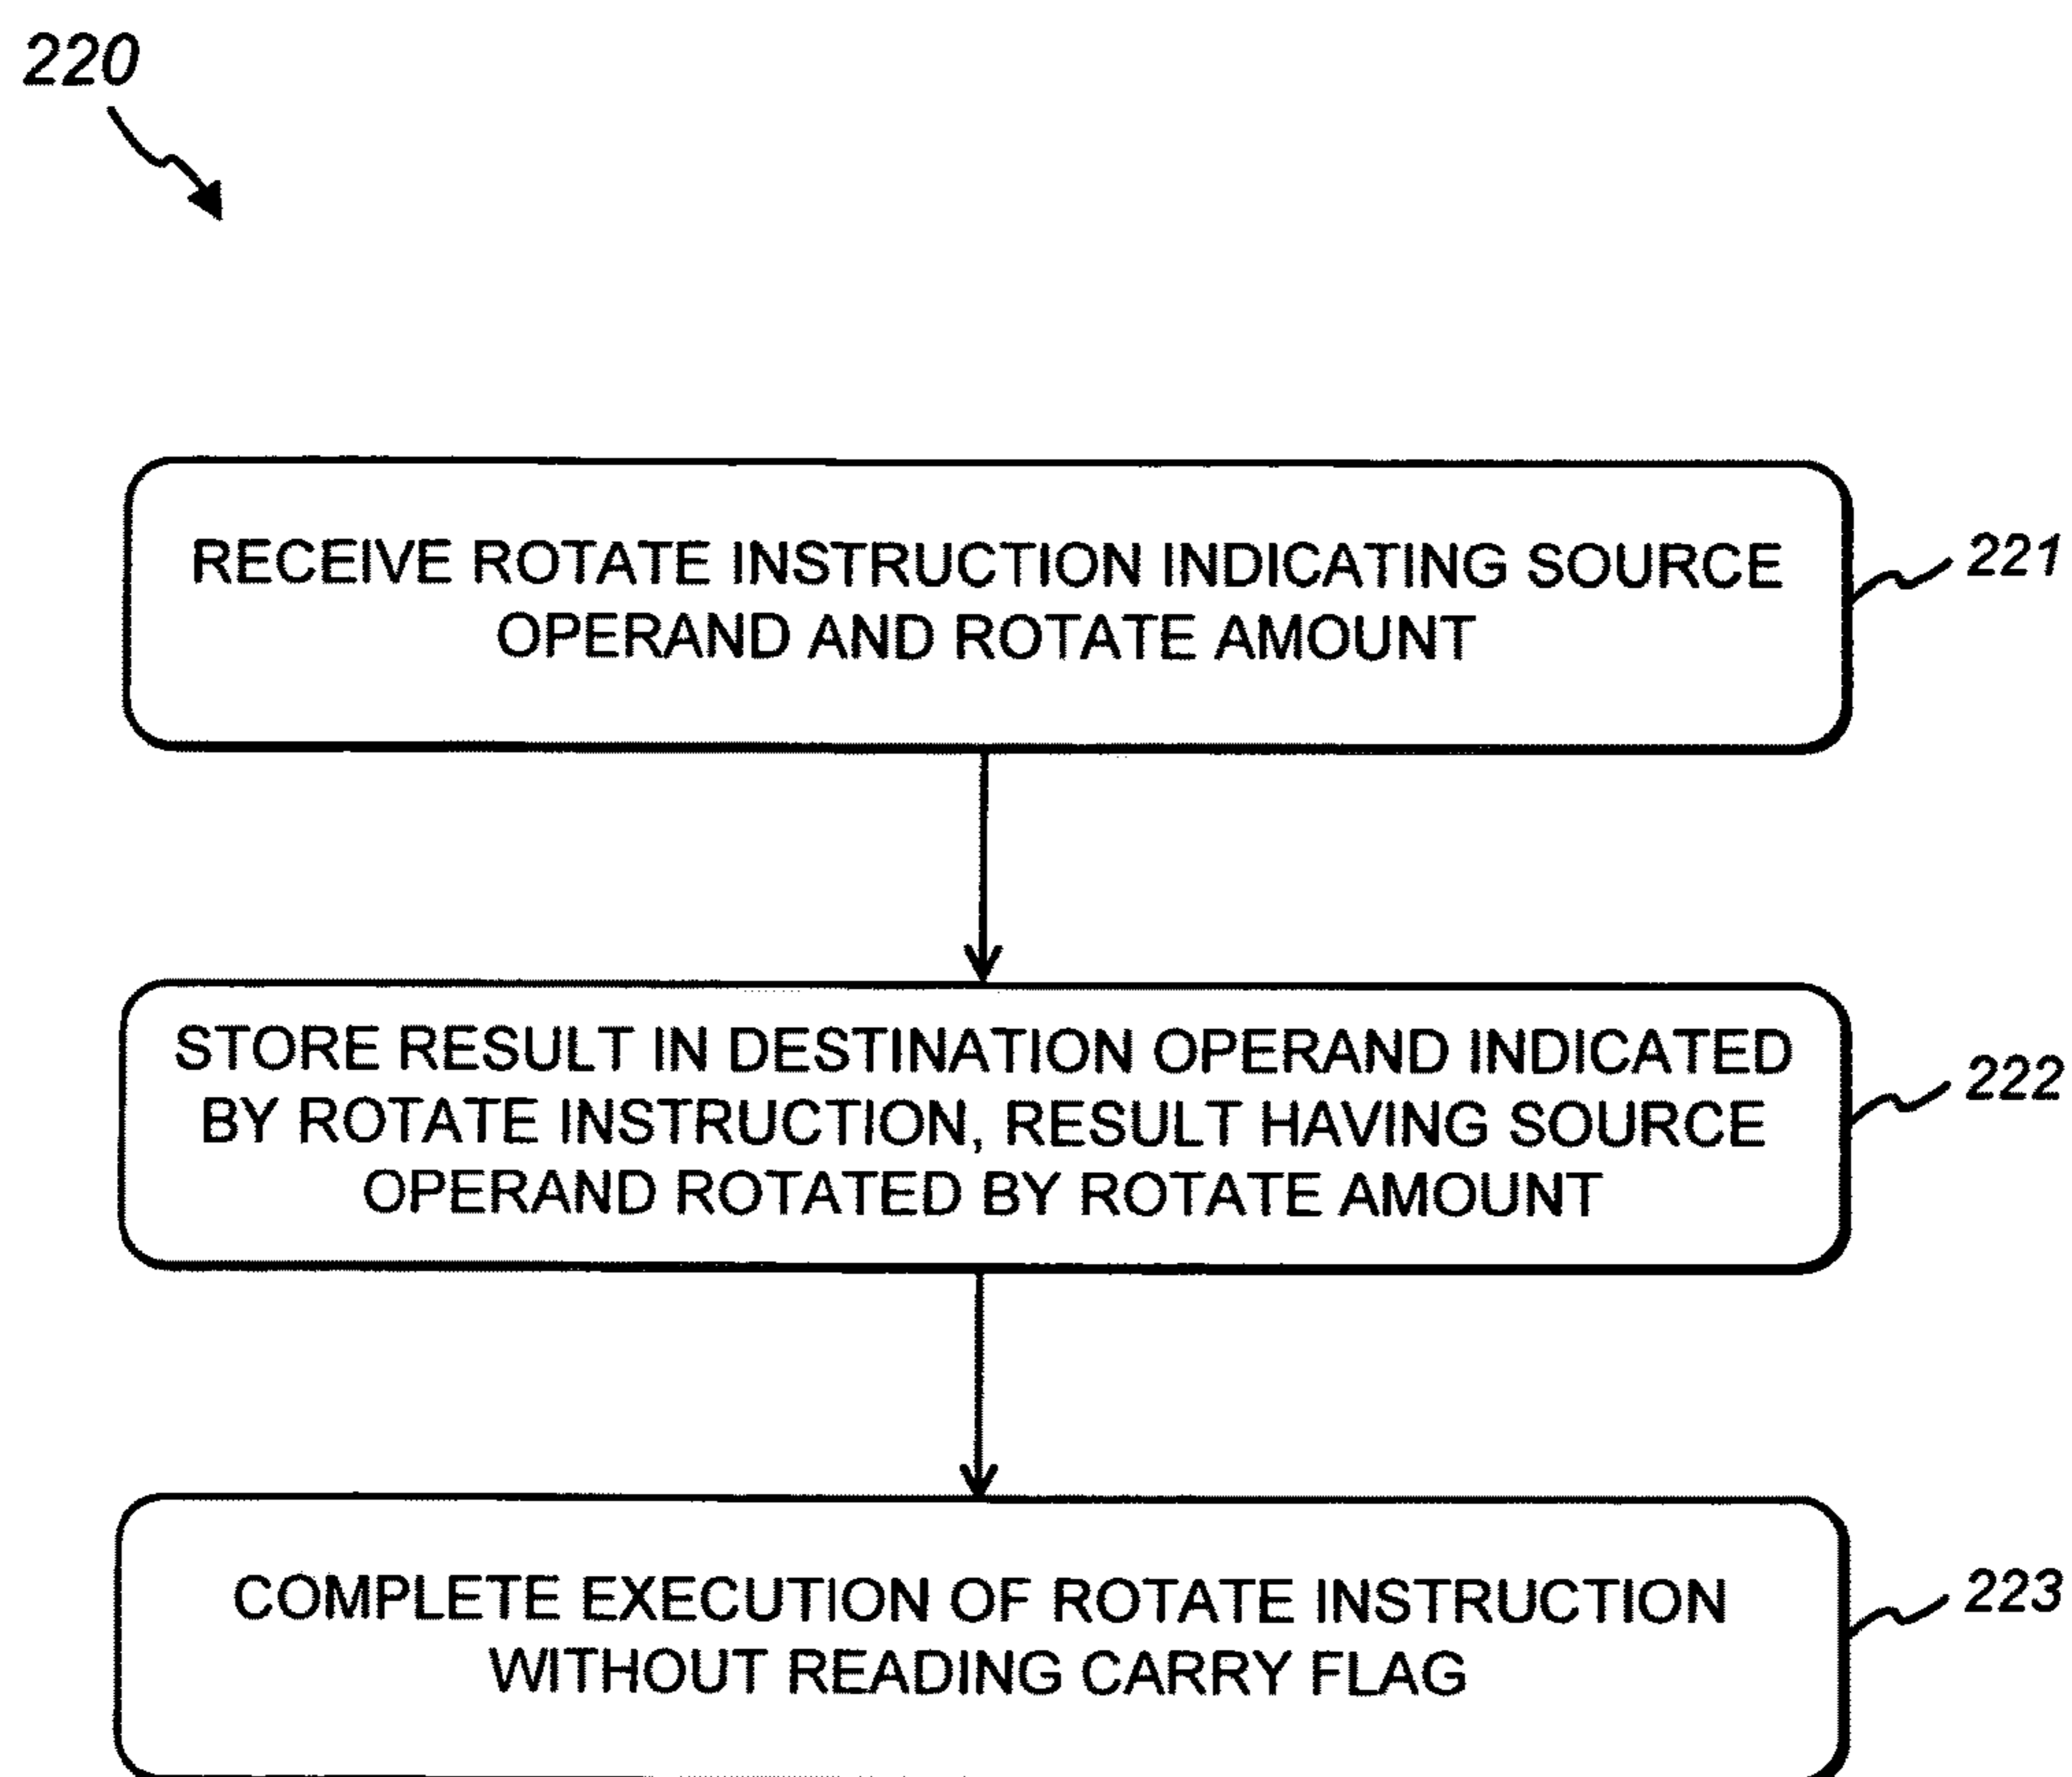 220
RECEIVE ROTATE INSTRUCTION INDICATING SOURCE
OPERAND AND ROTATE AMOUNT
221
STORE RESULT IN DESTINATION OPERAND INDICATED
BY ROTATE INSTRUCTION, RESULT HAVING SOURCE
OPERAND ROTATED BY ROTATE AMOUNT
222
COMPLETE EXECUTION OF ROTATE INSTRUCTION
WITHOUT READING CARRY FLAG
223